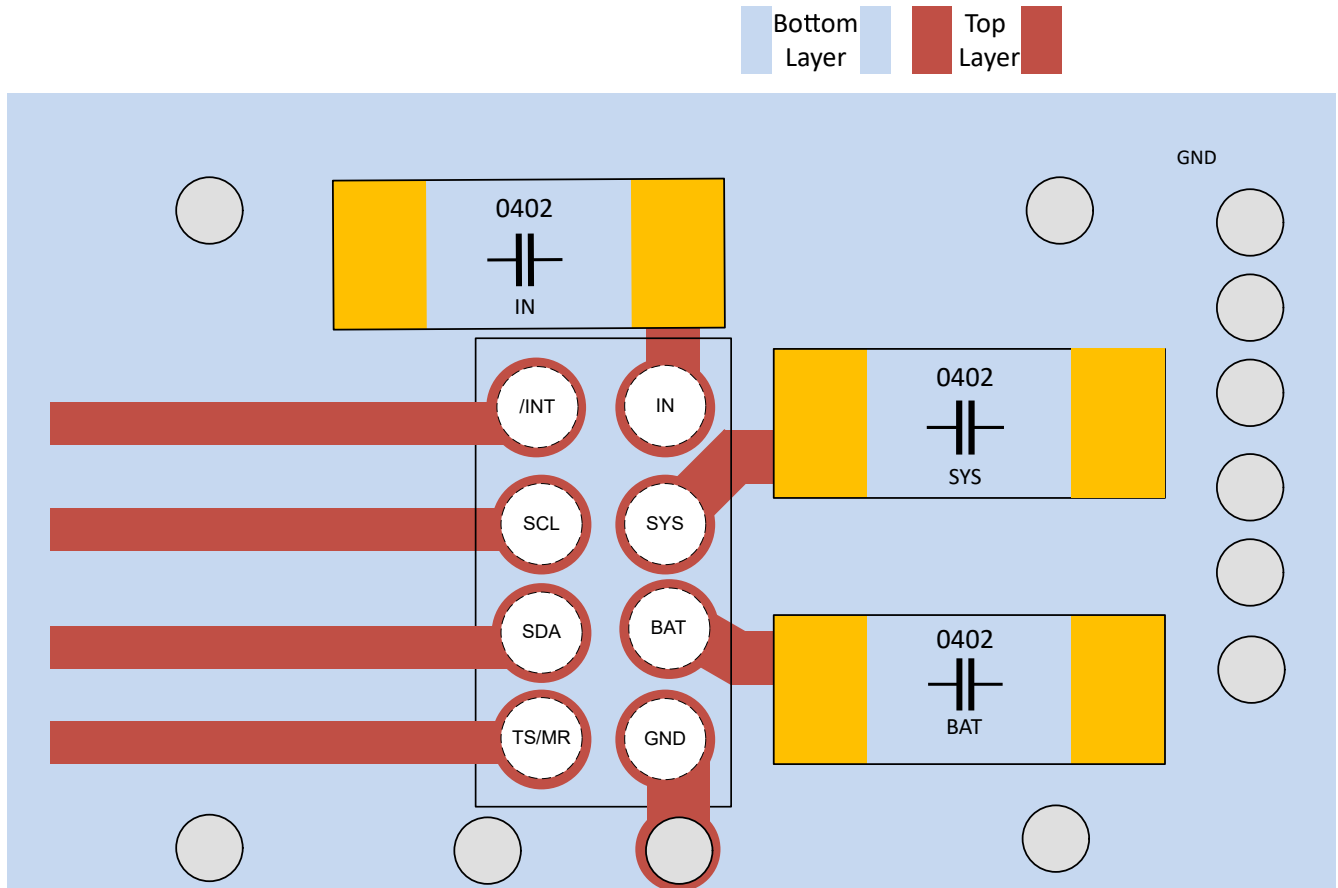 Bottom
Layer
Top
Layer
GND
0402
IN
/INT
IN
0402
SYS
SCL
SYS
SDA
BAT
0402
BAT
TS/MR
GND